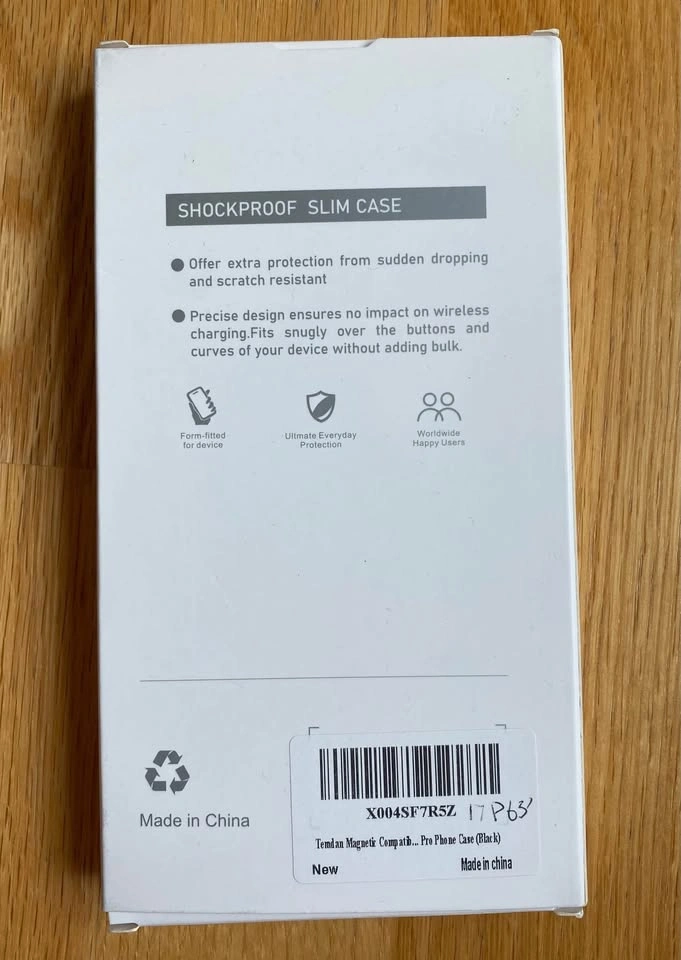 SHOCKPROOF SLIM CASE
● Offer extra protection from sudden dropping
and scratch resistant
● Precise design ensures no impact on wireless
charging.Fits snugly over the buttons and
curves of your device without adding bulk.
Form-fitted
for device
Ultmate Everyday
Protection
Worldwide
Happy Users
Made in China
X004SF7R5Z 17 P63'
Temdan Magnetic Compatib... Pro Phone Case (Black)
New
Made in china